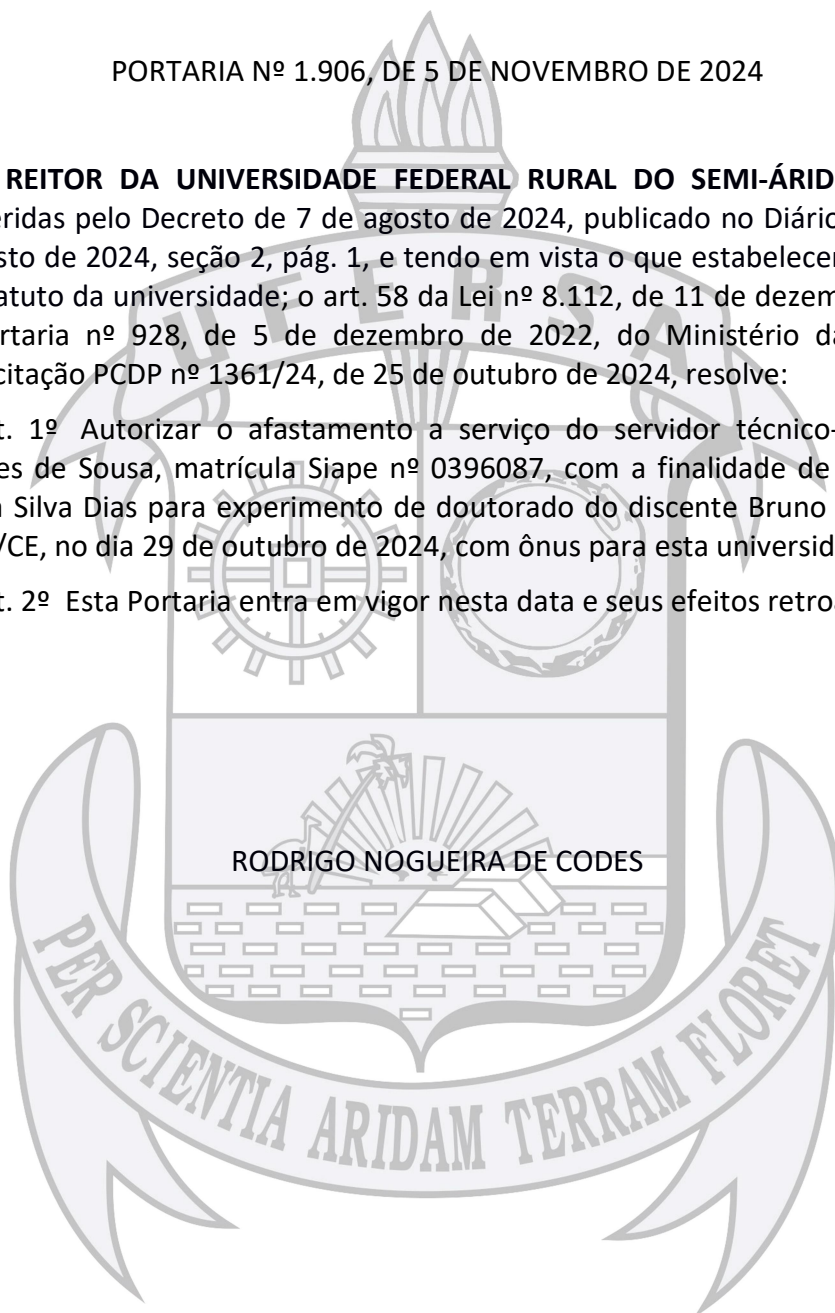 PORTARIA Nº 1.906, DE 5 DE NOVEMBRO DE 2024
REITOR DA UNIVERSIDADE FEDERAL RURAL DO SEMI-ÁRID
eridas pelo Decreto de 7 de agosto de 2024, publicado no Diário
sto de 2024, seção 2, pág. 1, e tendo em vista o que estabelece
atuto da universidade; o art. 58 da Lei nº 8.112, de 11 de dezem
rtaria nº 928, de 5 de dezembro de 2022, do Ministério da
citação PCDP nº 1361/24, de 25 de outubro de 2024, resolve:
t. 1º Autorizar o afastamento a serviço do servidor técnico-
es de Sousa, matrícula Siape nº 0396087, com a finalidade de
a Silva Dias para experimento de doutorado do discente Bruno
/CE, no dia 29 de outubro de 2024, com ônus para esta universid
t. 2º Esta Portaria entra em vigor nesta data e seus efeitos retroa
RODRIGO NOGUEIRA DE CODES
UFERSA
PER SCIENTIA ARIDAM TERRAM FLORET